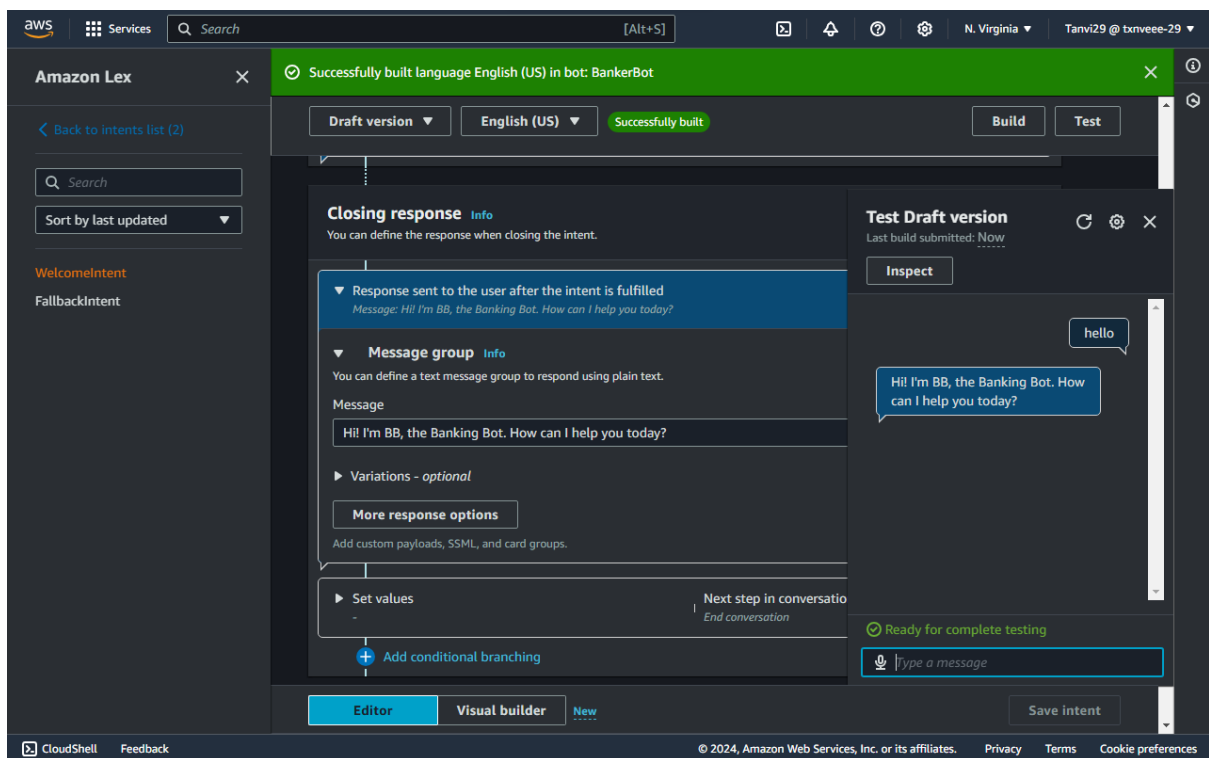 aws Services Search [Alt+S] N. Virginia ▼ Tanvi29 @ txnveee-29 ▼
Amazon Lex
Back to intents list (2)
Search
Sort by last updated ▼
WelcomeIntent
FallbackIntent
Successfully built language English (US) in bot: BankerBot
Draft version ▼ English (US) ▼ Successfully built Build Test
Closing response Info
You can define the response when closing the intent.
Response sent to the user after the intent is fulfilled
Message: Hi! I'm BB, the Banking Bot. How can I help you today?
Message group Info
You can define a text message group to respond using plain text.
Message
Hi! I'm BB, the Banking Bot. How can I help you today?
Variations - optional
More response options
Add custom payloads, SSML, and card groups.
Set values
-
Next step in conversatio
End conversation
Add conditional branching
Editor Visual builder New Save intent
Test Draft version
Last build submitted: Now
Inspect
hello
Hi! I'm BB, the Banking Bot. How
can I help you today?
Ready for complete testing
Type a message
CloudShell Feedback © 2024, Amazon Web Services, Inc. or its affiliates. Privacy Terms Cookie preferences